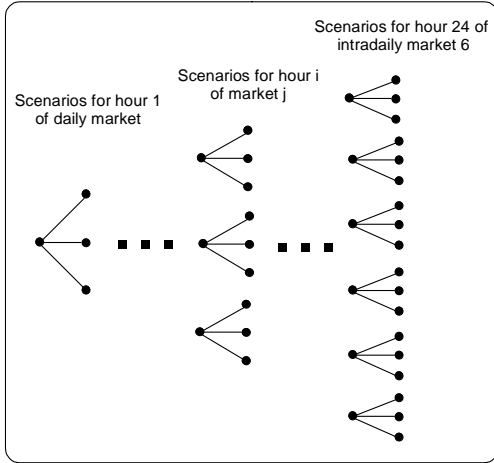 Scenarios for hour 24 of
intradaily market 6
Scenarios for hour i
of market j
Scenarios for hour 1
of daily market